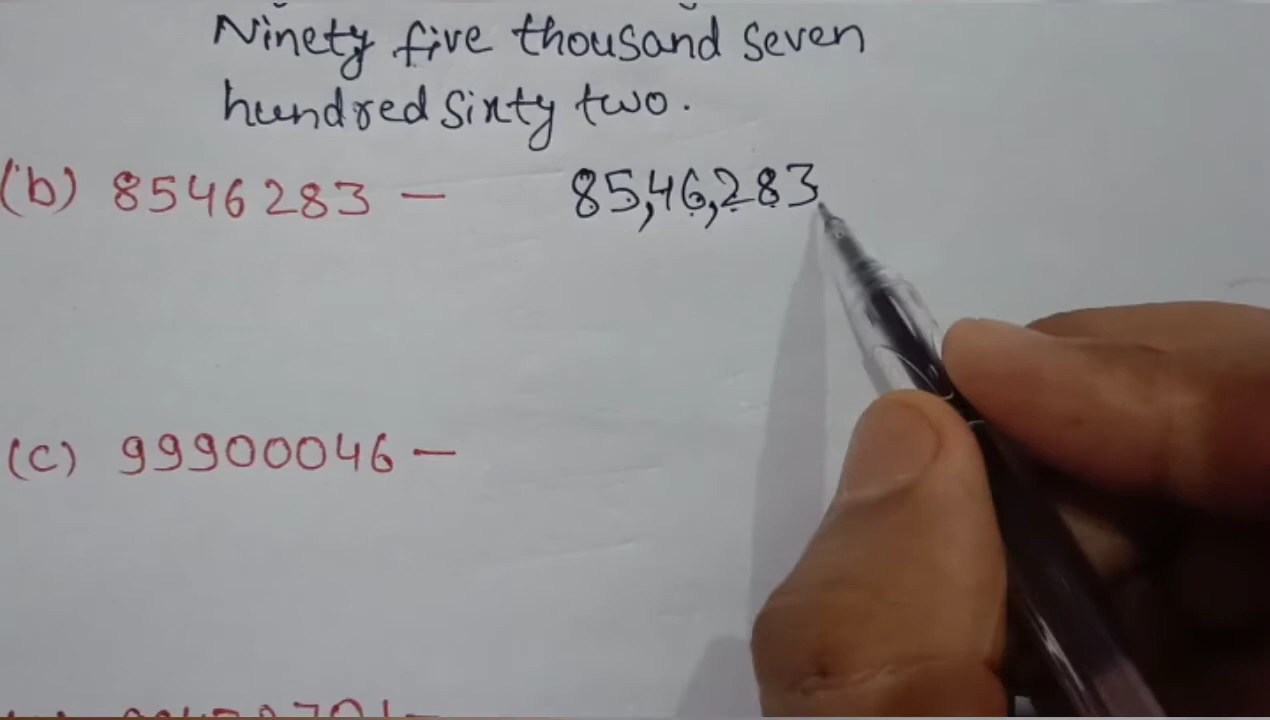 Ninety five thousand seven
hundred sixty two.
(b) 8546283 — 85,46,283
(c) 99900046 —